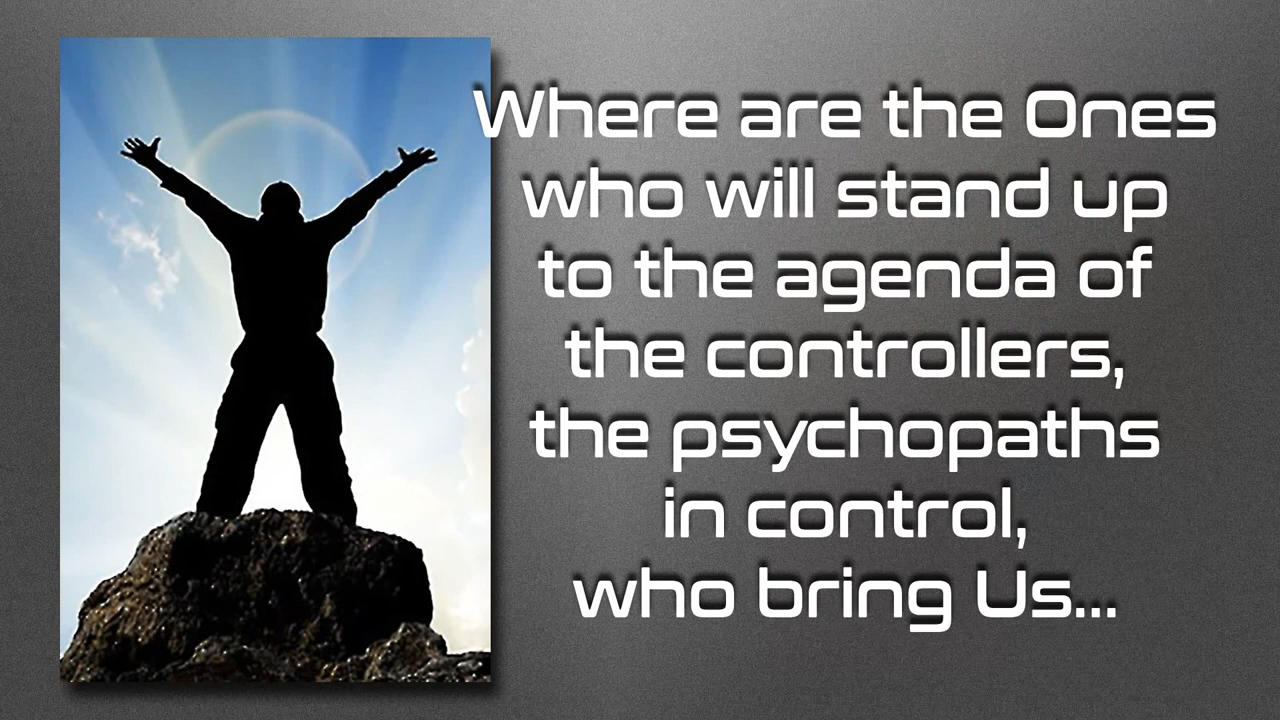 Where are the Ones
who will stand up
to the agenda of
the controllers,
the psychopaths
in control,
who bring Us...